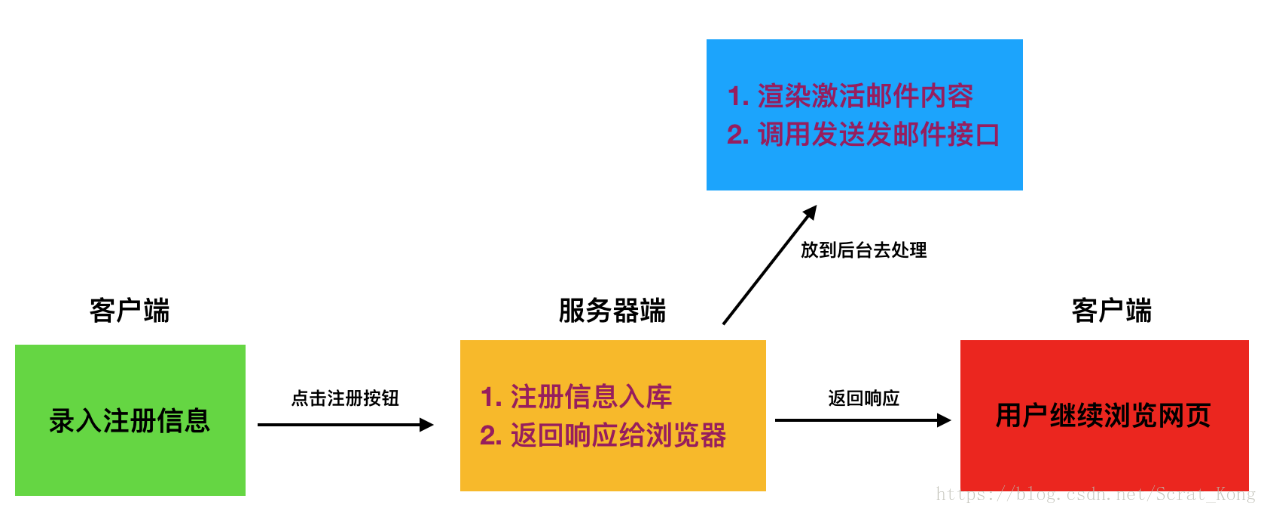 1. 渲染激活邮件内容
2. 调用发送发邮件接口
放到后台去处理
客户端
服务器端
客户端
录入注册信息
点击注册按钮
1. 注册信息入库
2. 返回响应给浏览器
返回响应
用户继续浏览网页
https://blog.csdn.net/Scrat_Kong